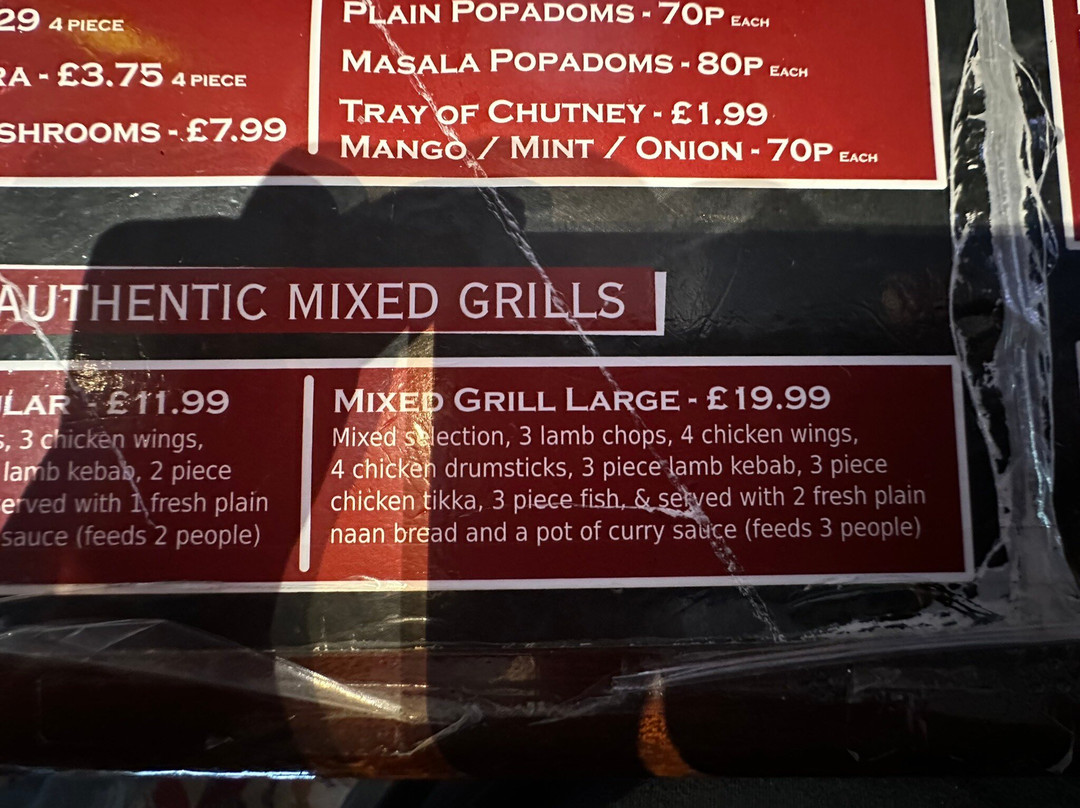 29 4 PIECE
RA - £3.75 4 PIECE
SHROOMS - £7.99
PLAIN POPADOMS - 70P EACH
MASALA POPADOMS - 80P EACH
TRAY OF CHUTNEY - £1.99
MANGO / MINT / ONION - 70P EACH
AUTHENTIC MIXED GRILLS
LAR - £11.99
s, 3 chicken wings,
lamb kebab, 2 piece
erved with 1 fresh plain
sauce (feeds 2 people)
MIXED GRILL LARGE - £19.99
Mixed selection, 3 lamb chops, 4 chicken wings,
4 chicken drumsticks, 3 piece lamb kebab, 3 piece
chicken tikka, 3 piece fish, & served with 2 fresh plain
naan bread and a pot of curry sauce (feeds 3 people)